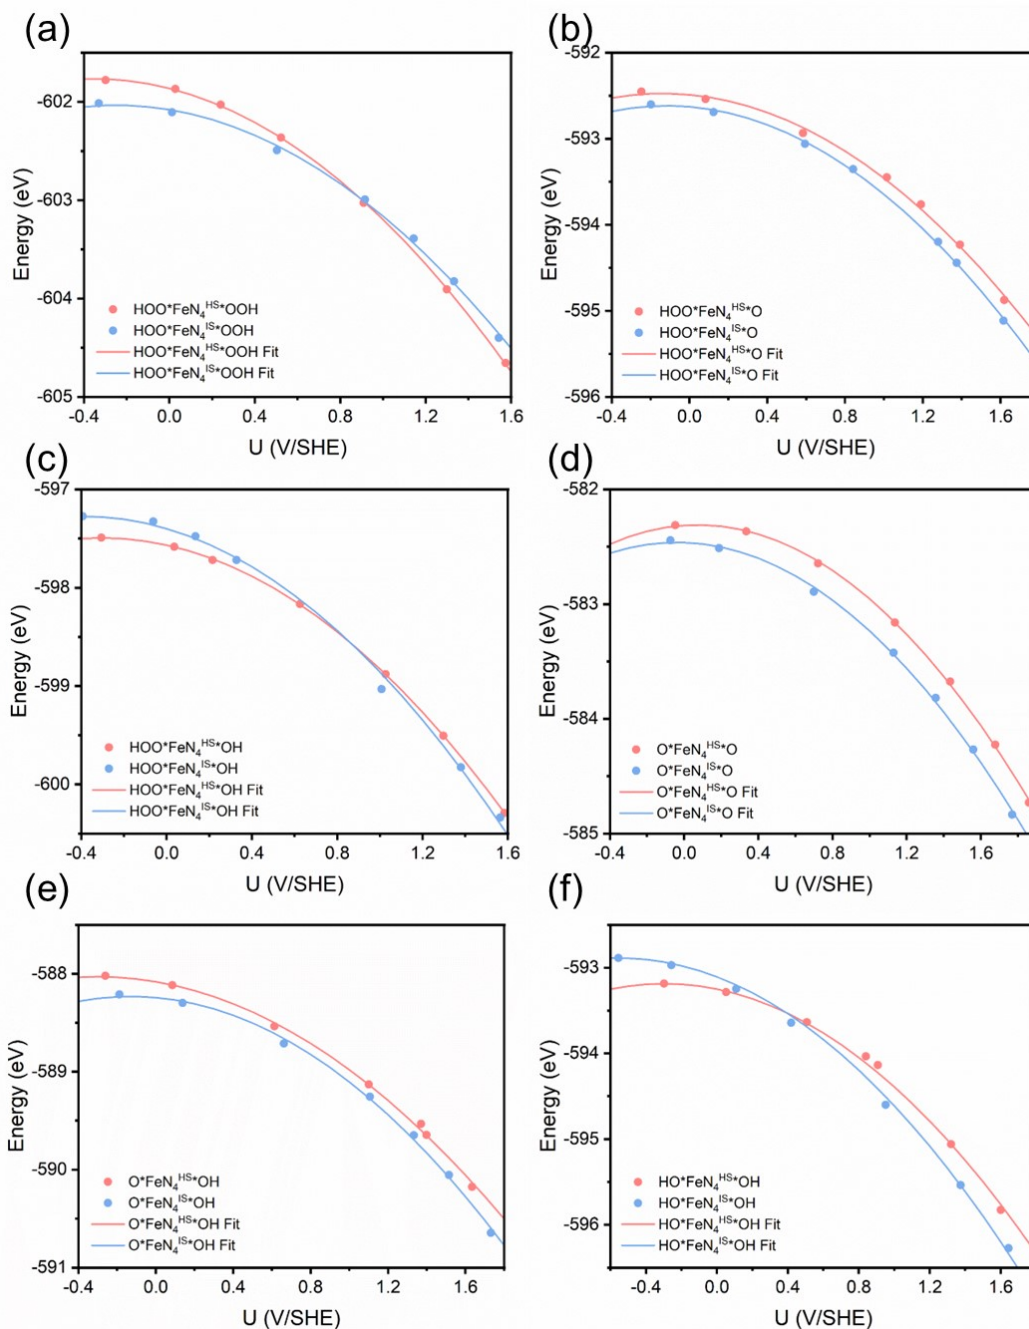 (a)
-602
-603
-604
-605
Energy (eV)
HOO*FeN₄ᴴˢ*OOH
HOO*FeN₄ᴵˢ*OOH
HOO*FeN₄ᴴˢ*OOH Fit
HOO*FeN₄ᴵˢ*OOH Fit
-0.4 0.0 0.4 0.8 1.2 1.6
U (V/SHE)
(b)
-592
-593
-594
-595
-596
Energy (eV)
HOO*FeN₄ᴴˢ*O
HOO*FeN₄ᴵˢ*O
HOO*FeN₄ᴴˢ*O Fit
HOO*FeN₄ᴵˢ*O Fit
-0.4 0.0 0.4 0.8 1.2 1.6
U (V/SHE)
(c)
-597
-598
-599
-600
Energy (eV)
HOO*FeN₄ᴴˢ*OH
HOO*FeN₄ᴵˢ*OH
HOO*FeN₄ᴴˢ*OH Fit
HOO*FeN₄ᴵˢ*OH Fit
-0.4 0.0 0.4 0.8 1.2 1.6
U (V/SHE)
(d)
-582
-583
-584
-585
Energy (eV)
O*FeN₄ᴴˢ*O
O*FeN₄ᴵˢ*O
O*FeN₄ᴴˢ*O Fit
O*FeN₄ᴵˢ*O Fit
-0.4 0.0 0.4 0.8 1.2 1.6
U (V/SHE)
(e)
-588
-589
-590
-591
Energy (eV)
O*FeN₄ᴴˢ*OH
O*FeN₄ᴵˢ*OH
O*FeN₄ᴴˢ*OH Fit
O*FeN₄ᴵˢ*OH Fit
-0.4 0.0 0.4 0.8 1.2 1.6
U (V/SHE)
(f)
-593
-594
-595
-596
Energy (eV)
HO*FeN₄ᴴˢ*OH
HO*FeN₄ᴵˢ*OH
HO*FeN₄ᴴˢ*OH Fit
HO*FeN₄ᴵˢ*OH Fit
-0.4 0.0 0.4 0.8 1.2 1.6
U (V/SHE)